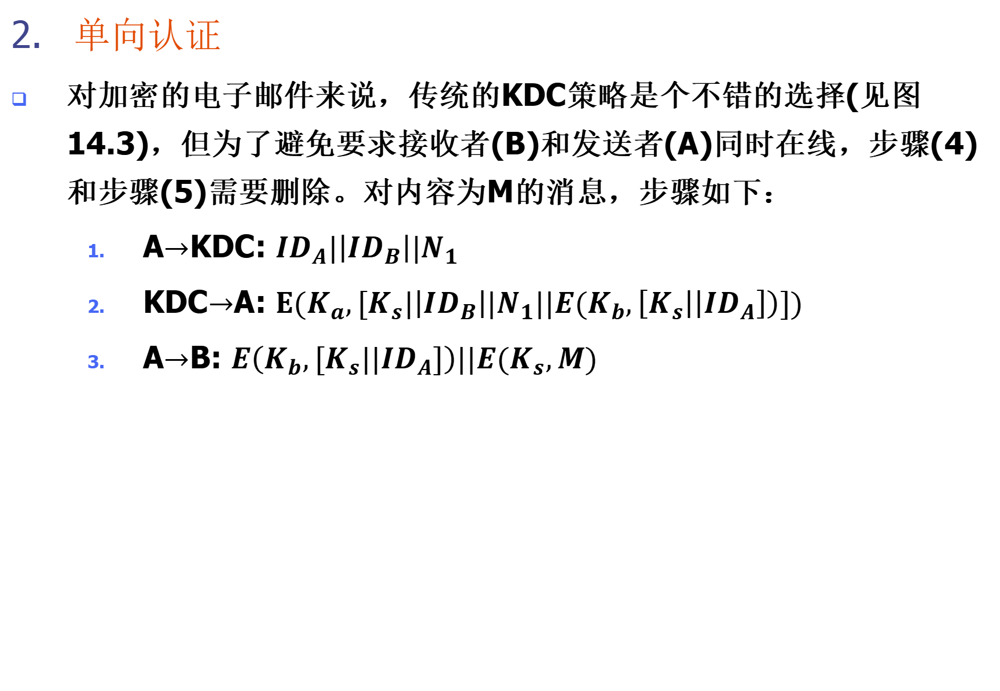 2. 单向认证
对加密的电子邮件来说，传统的KDC策略是个不错的选择(见图
14.3)，但为了避免要求接收者(B)和发送者(A)同时在线，步骤(4)
和步骤(5)需要删除。对内容为M的消息，步骤如下：
1. A→KDC: ID_A||ID_B||N_1
2. KDC→A: E(K_a, [K_s||ID_B||N_1||E(K_b, [K_s||ID_A])])
3. A→B: E(K_b, [K_s||ID_A])||E(K_s, M)